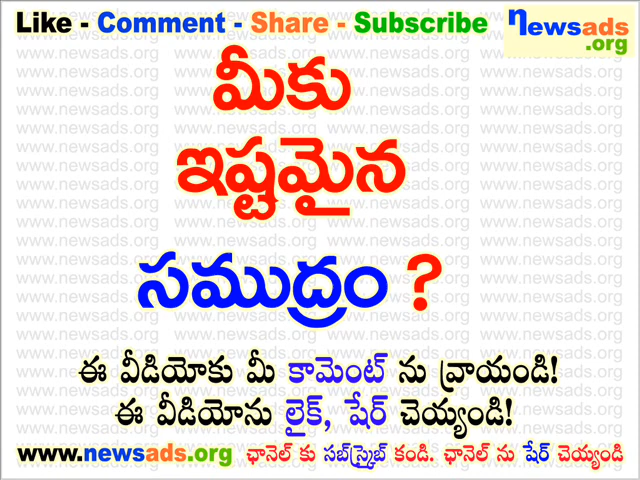 Like - Comment - Share - Subscribe
newsads
.org
మీకు
ఇష్టమైన
సముద్రం ?
ఈ వీడియోకు మీ కామెంట్ ను వ్రాయండి!
ఈ వీడియోను లైక్, షేర్ చెయ్యండి!
www.newsads.org ఛానెల్ కు సబ్‌స్క్రైబ్ కండి. ఛానెల్ ను షేర్ చెయ్యండి